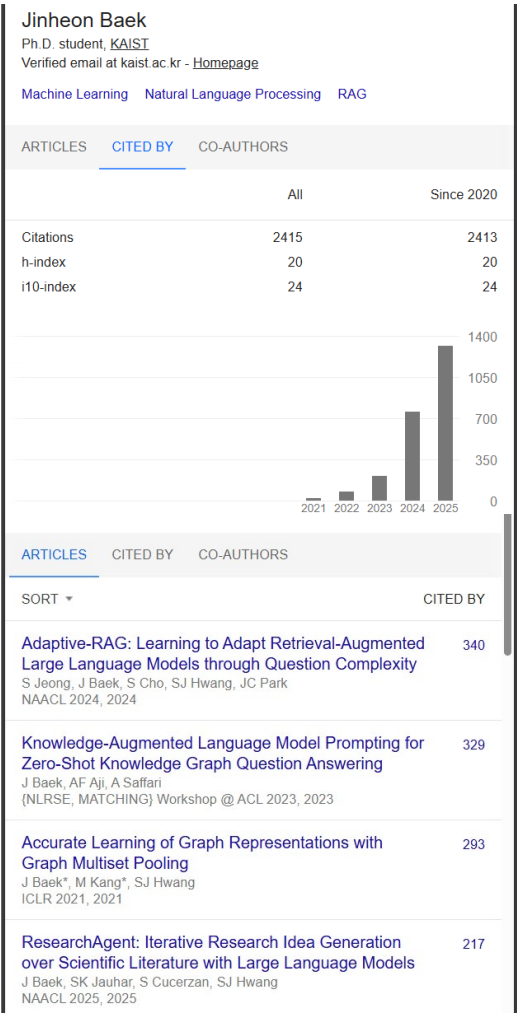 Jinheon Baek
Ph.D. student, KAIST
Verified email at kaist.ac.kr - Homepage
Machine Learning Natural Language Processing RAG
ARTICLES CITED BY CO-AUTHORS
All Since 2020
Citations 2415 2413
h-index 20 20
i10-index 24 24
1400
1050
700
350
0
2021 2022 2023 2024 2025
ARTICLES CITED BY CO-AUTHORS
SORT CITED BY
Adaptive-RAG: Learning to Adapt Retrieval-Augmented 340
Large Language Models through Question Complexity
S Jeong, J Baek, S Cho, SJ Hwang, JC Park
NAACL 2024, 2024
Knowledge-Augmented Language Model Prompting for 329
Zero-Shot Knowledge Graph Question Answering
J Baek, AF Aji, A Saffari
{NLRSE, MATCHING} Workshop @ ACL 2023, 2023
Accurate Learning of Graph Representations with 293
Graph Multiset Pooling
J Baek*, M Kang*, SJ Hwang
ICLR 2021, 2021
ResearchAgent: Iterative Research Idea Generation 217
over Scientific Literature with Large Language Models
J Baek, SK Jauhar, S Cucerzan, SJ Hwang
NAACL 2025, 2025